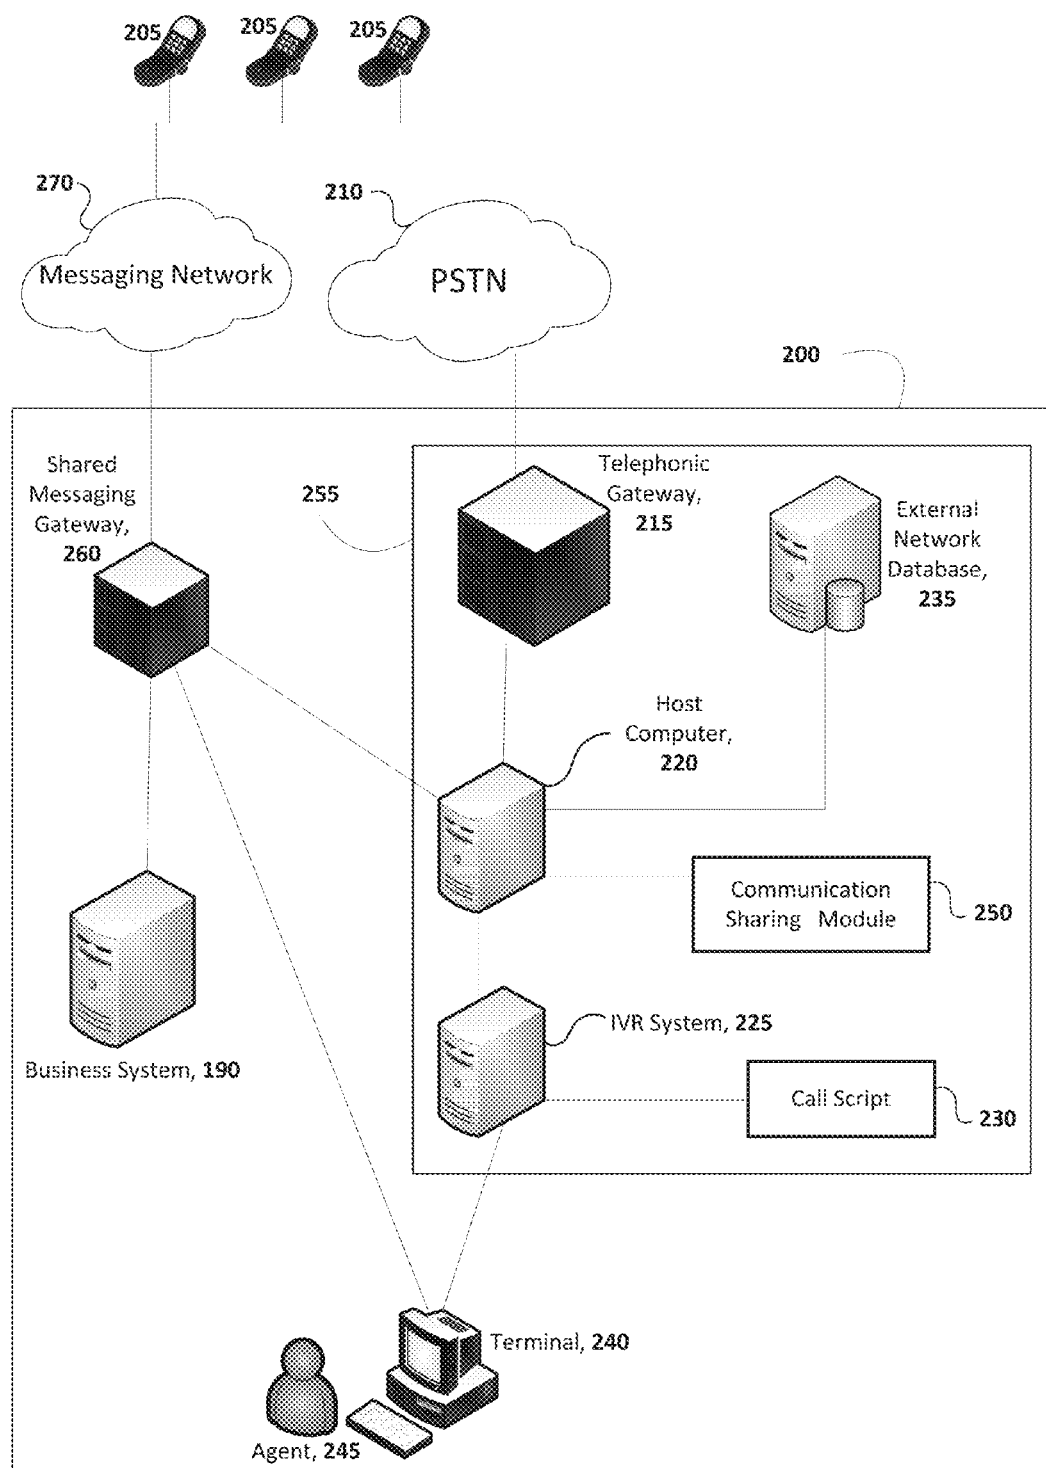 205
205
205
270
210
Messaging Network
PSTN
200
Shared
Messaging
Gateway,
260
255
Telephonic
Gateway,
215
External
Network
Database,
235
Host
Computer,
220
Communication
Sharing Module
250
IVR System, 225
Business System, 190
Call Script
230
Terminal, 240
Agent, 245